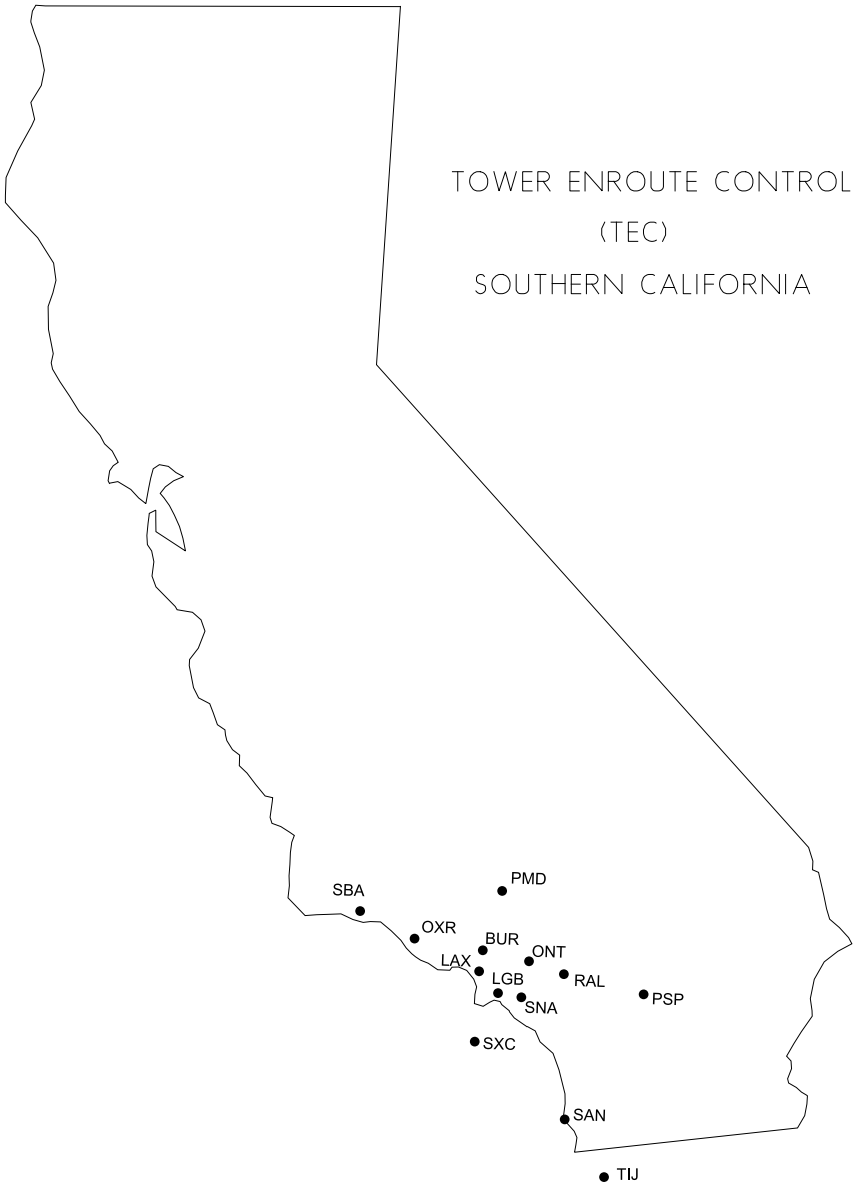 TOWER ENROUTE CONTROL
(TEC)
SOUTHERN CALIFORNIA
PMD
SBA
OXR
BUR
ONT
LAX
LGB
RAL
PSP
SNA
SXC
SAN
TIJ